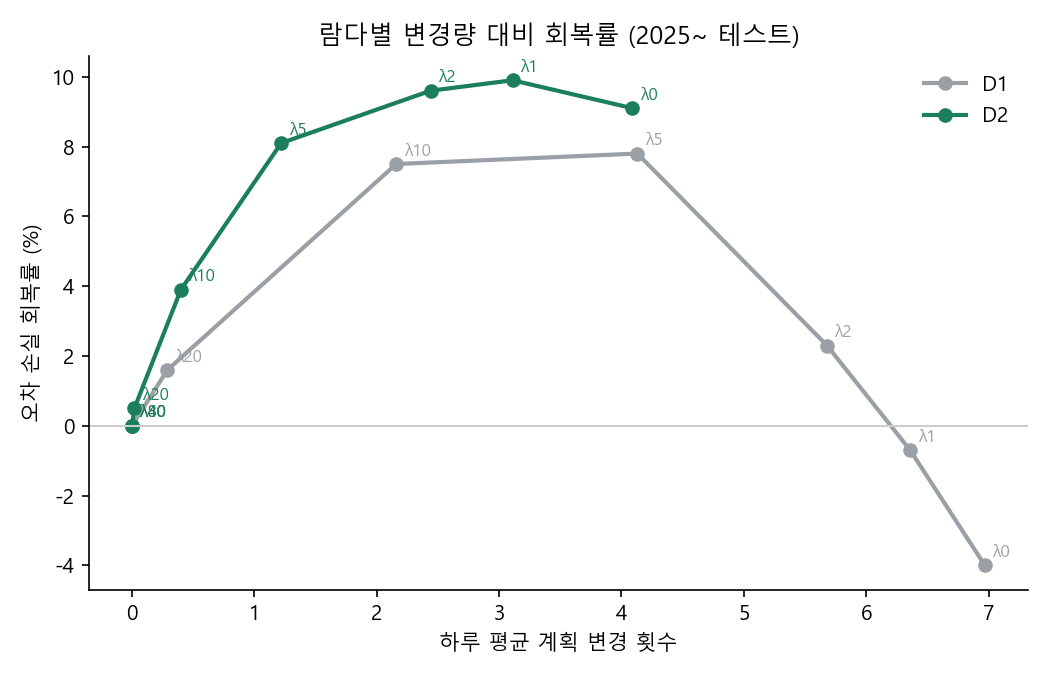 람다별 변경량 대비 회복률 (2025~ 테스트)
D1
D2
오차 손실 회복률 (%)
10
8
6
4
2
0
-2
-4
λ2
λ1
λ0
λ5
λ10
λ5
λ10
λ20
λ2
λ20
λ1
λ0
0
1
2
3
4
5
6
7
하루 평균 계획 변경 횟수